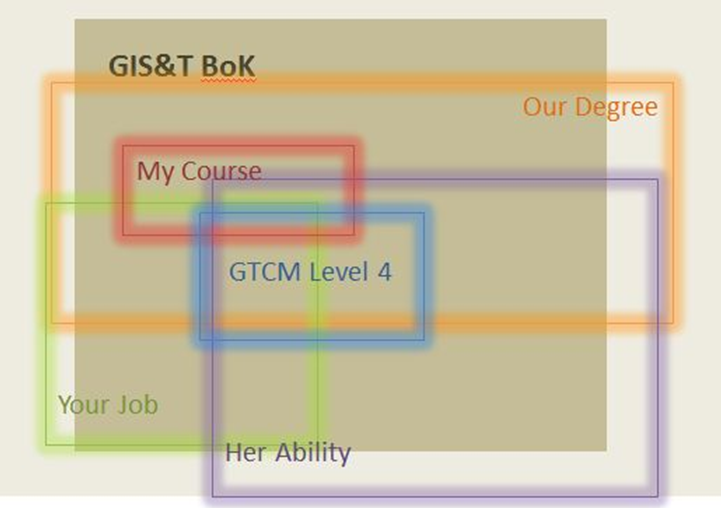 GIS&T BoK
Our Degree
My Course
GTCM Level 4
Your Job
Her Ability